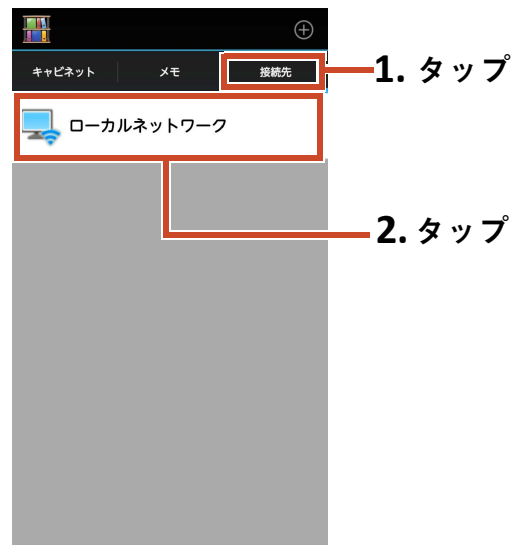 キャビネット メモ 接続先
1. タップ
ローカルネットワーク
2. タップ